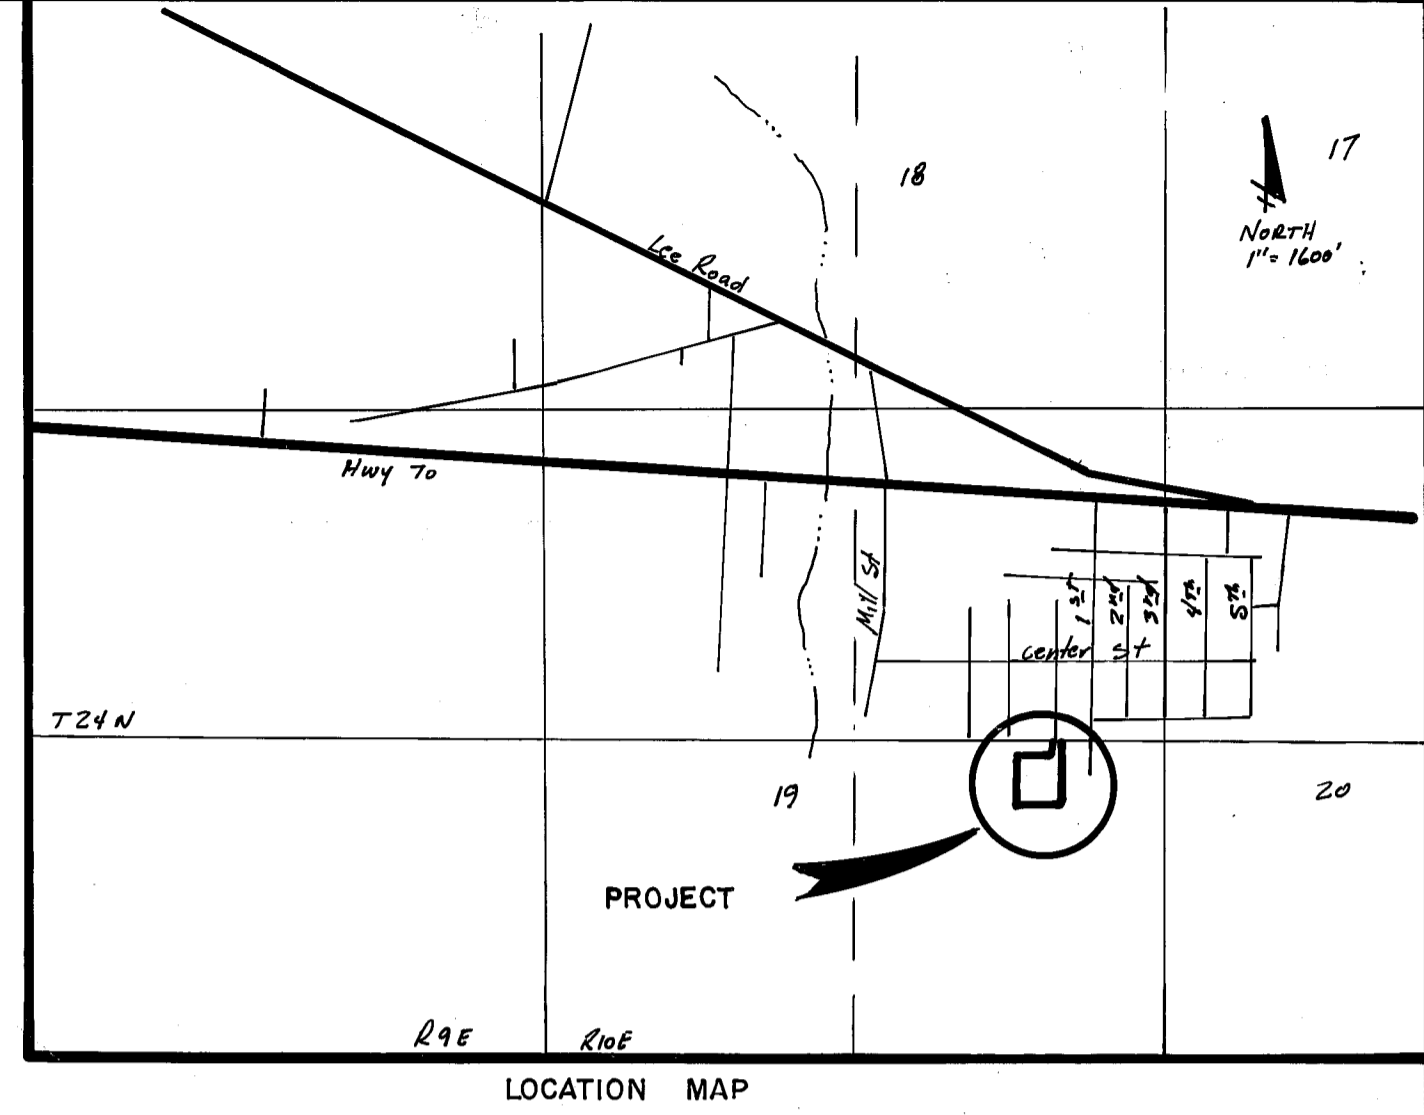 18
17
NORTH
1"= 1600'
Lee Road
Hwy 70
Mill St
1ST
2nd
3rd
4Th
5Th
center St
T24N
19
20
PROJECT
R9E
R10E
LOCATION MAP